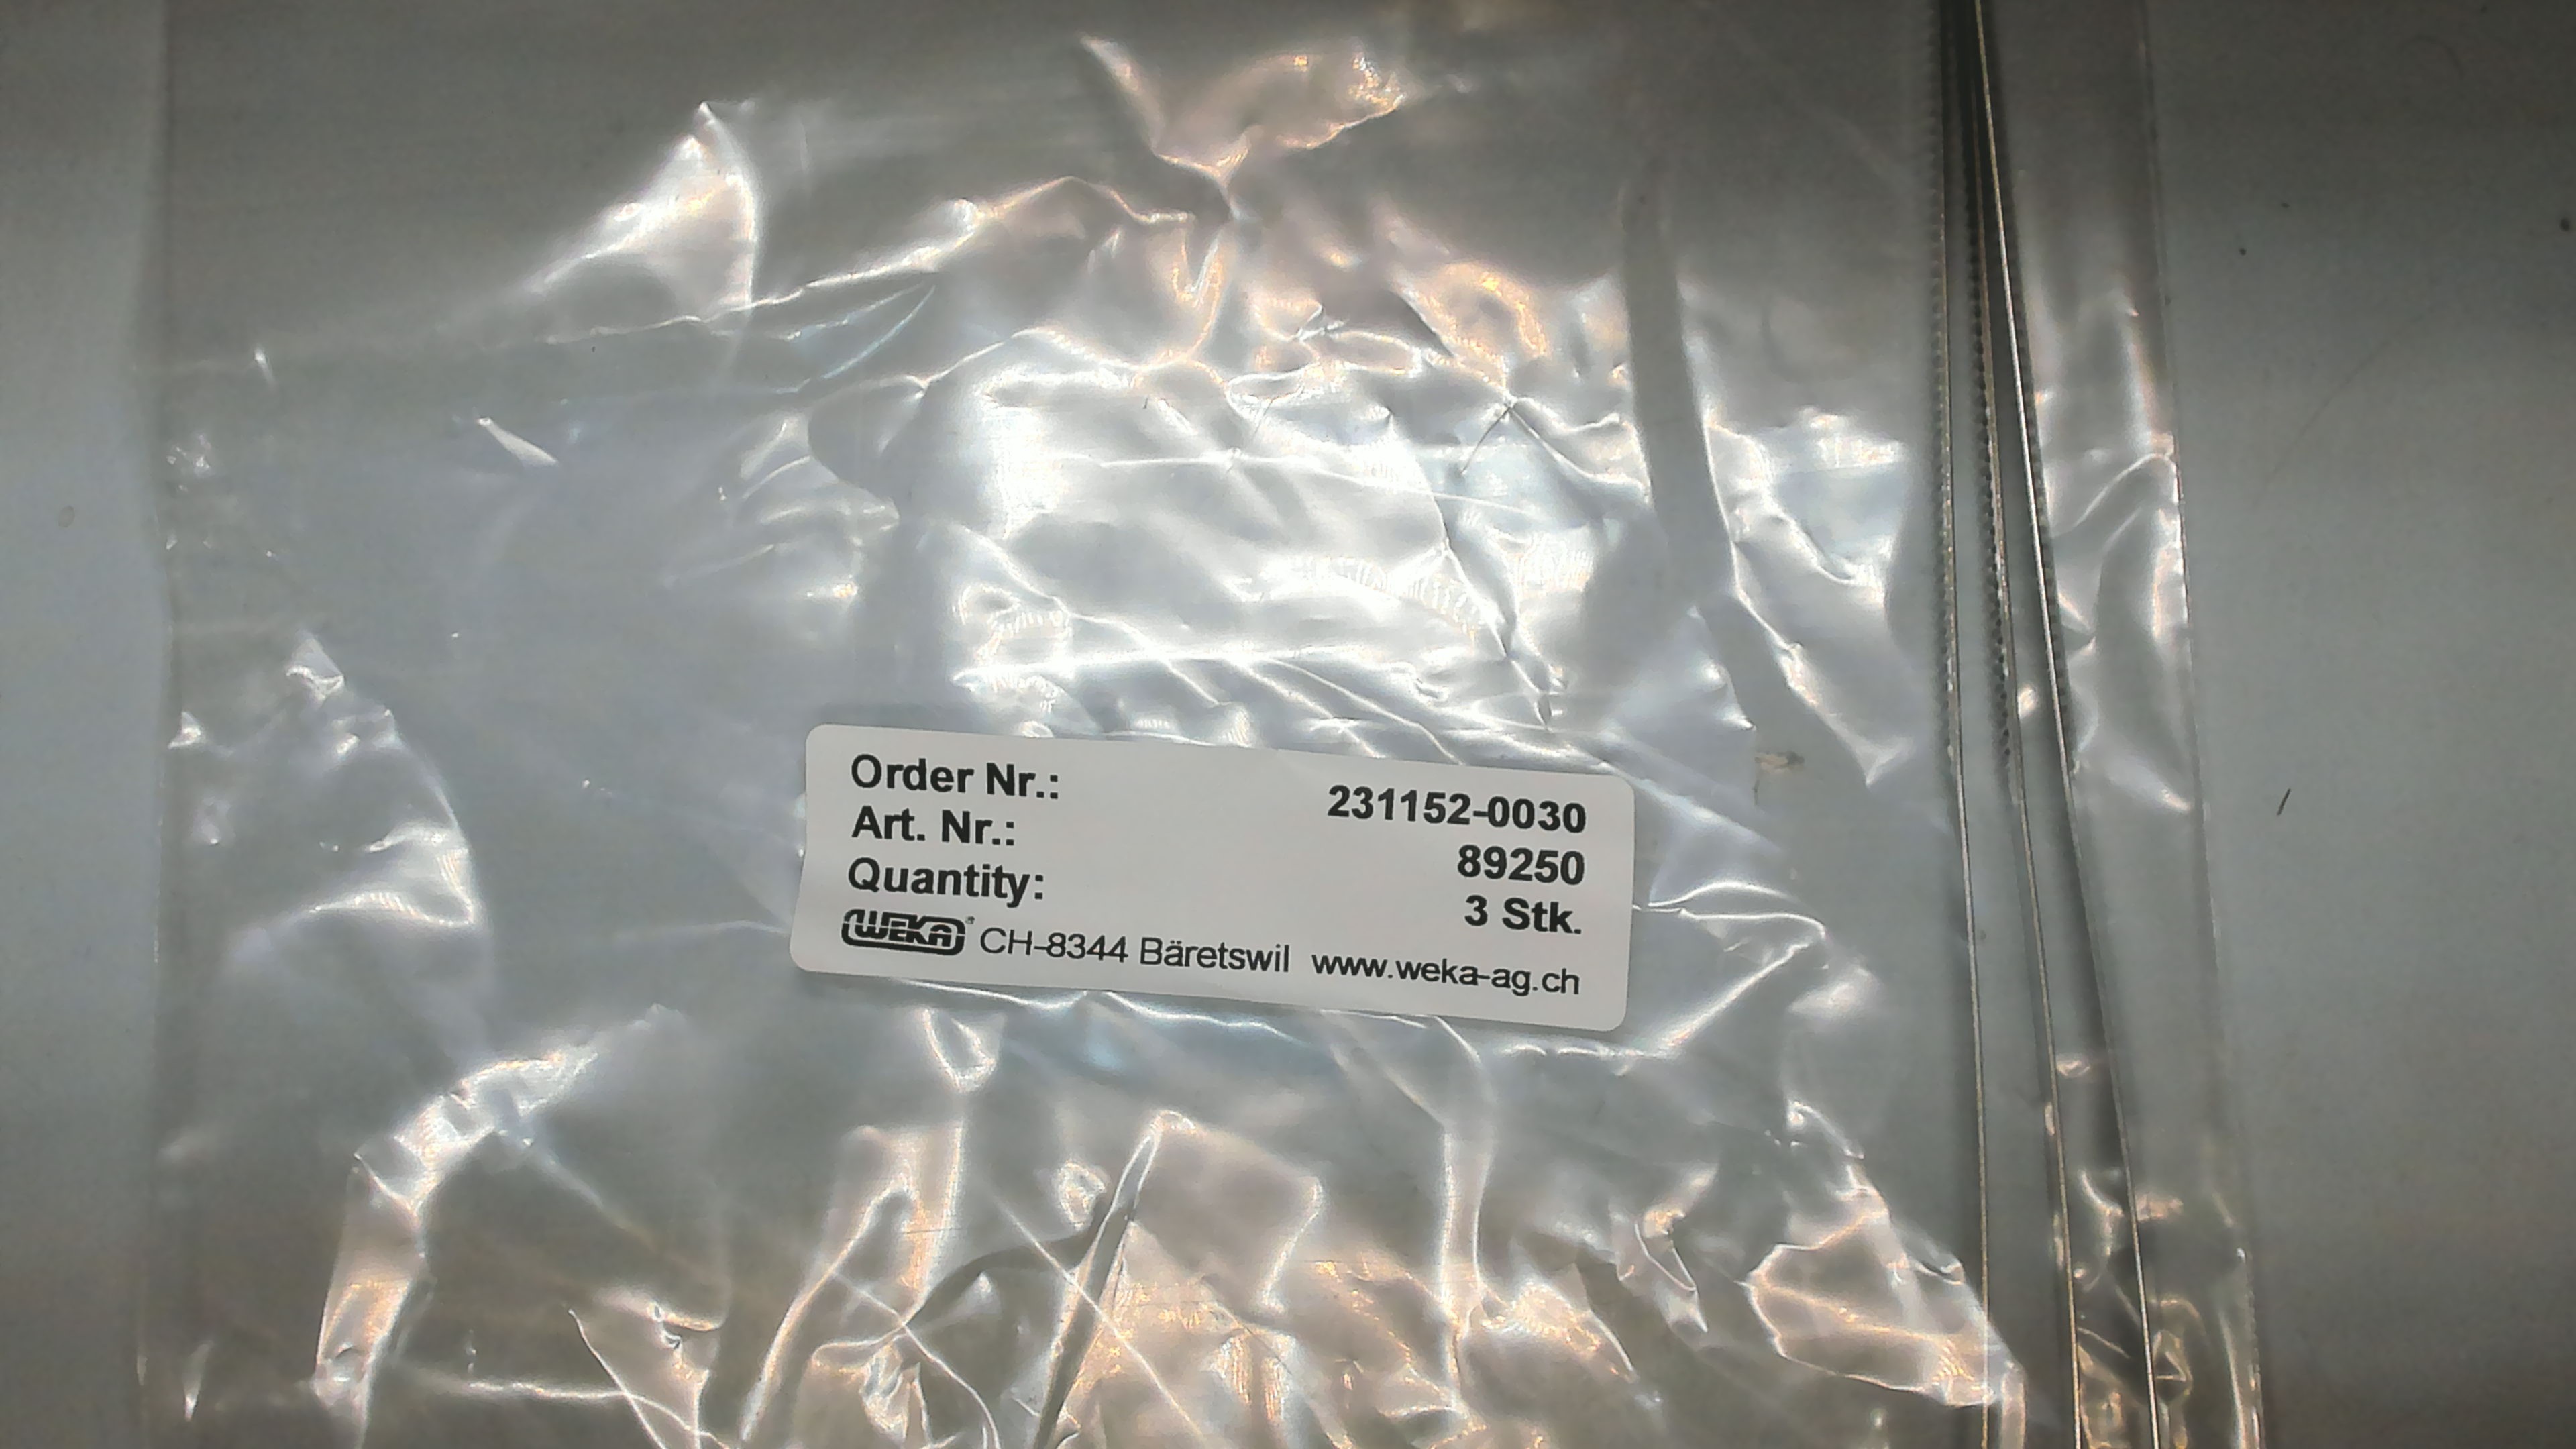 Order Nr.: 231152-0030
Art. Nr.: 89250
Quantity: 3 Stk.
WEKA® CH-8344 Bäretswil www.weka-ag.ch